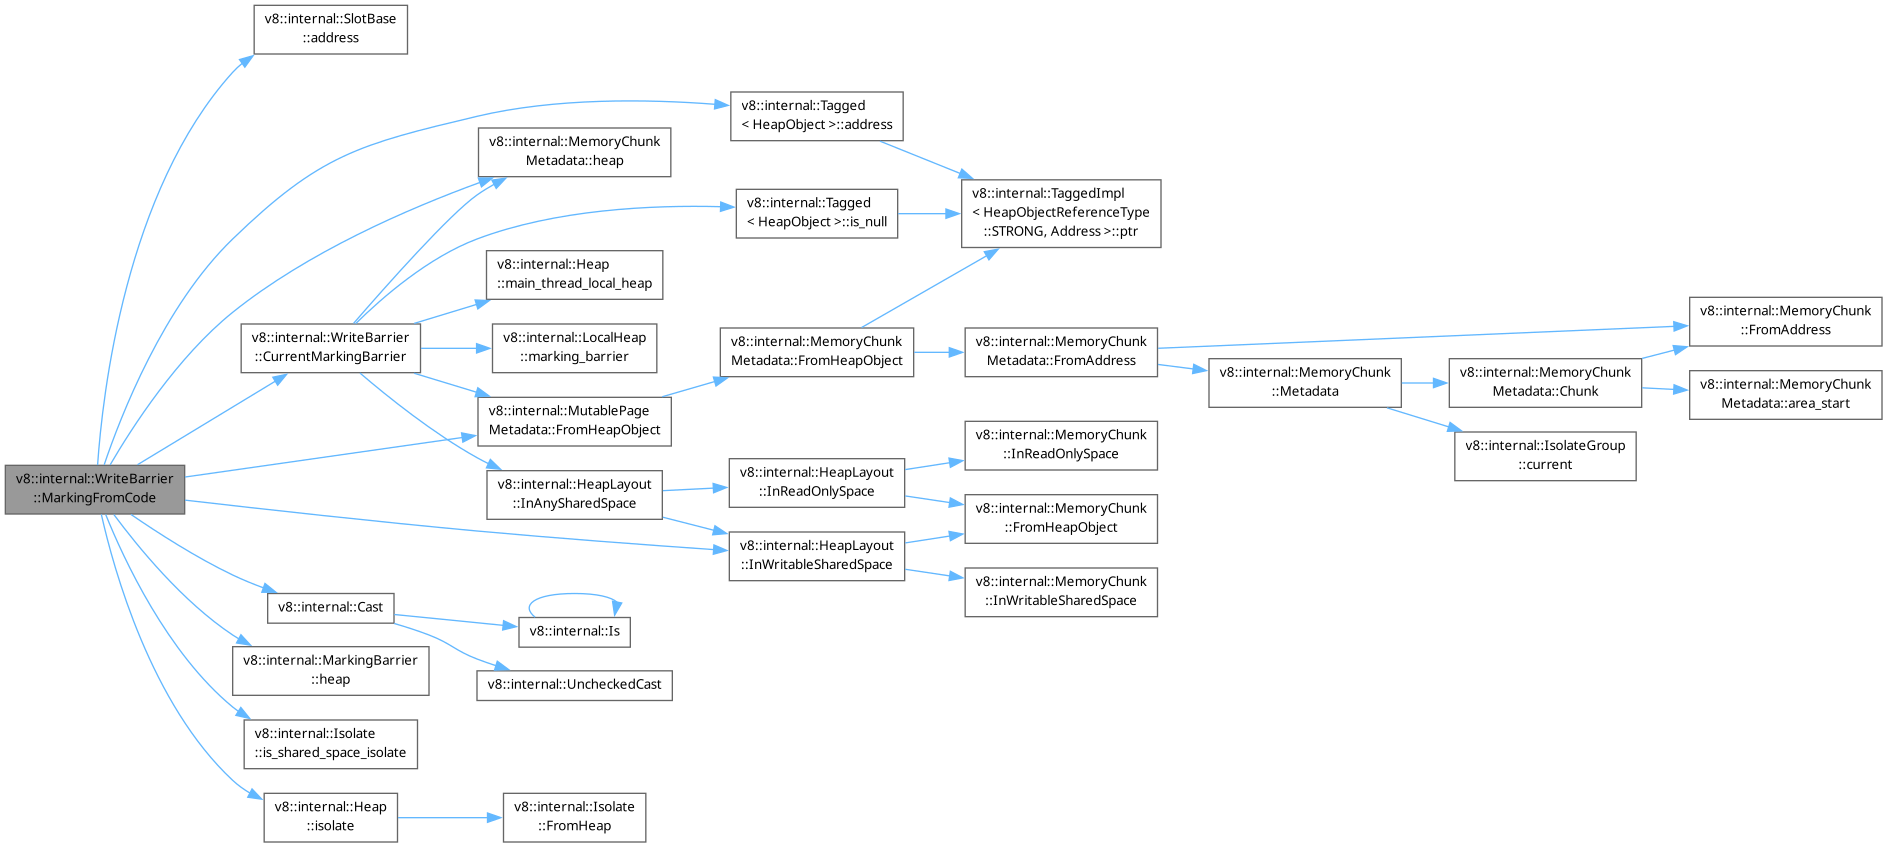 v8::internal::SlotBase
::address
v8::internal::Tagged
< HeapObject >::address
v8::internal::MemoryChunk
Metadata::heap
v8::internal::TaggedImpl
< HeapObjectReferenceType
::STRONG, Address >::ptr
v8::internal::Tagged
< HeapObject >::is_null
v8::internal::Heap
::main_thread_local_heap
v8::internal::MemoryChunk
::FromAddress
v8::internal::WriteBarrier
::CurrentMarkingBarrier
v8::internal::LocalHeap
::marking_barrier
v8::internal::MemoryChunk
Metadata::FromHeapObject
v8::internal::MemoryChunk
Metadata::FromAddress
v8::internal::MemoryChunk
::Metadata
v8::internal::MemoryChunk
Metadata::Chunk
v8::internal::MemoryChunk
Metadata::area_start
v8::internal::MutablePage
Metadata::FromHeapObject
v8::internal::MemoryChunk
::InReadOnlySpace
v8::internal::IsolateGroup
::current
v8::internal::WriteBarrier
::MarkingFromCode
v8::internal::HeapLayout
::InAnySharedSpace
v8::internal::HeapLayout
::InReadOnlySpace
v8::internal::MemoryChunk
::FromHeapObject
v8::internal::HeapLayout
::InWritableSharedSpace
v8::internal::MemoryChunk
::InWritableSharedSpace
v8::internal::Cast
v8::internal::Is
v8::internal::MarkingBarrier
::heap
v8::internal::UncheckedCast
v8::internal::Isolate
::is_shared_space_isolate
v8::internal::Heap
::isolate
v8::internal::Isolate
::FromHeap